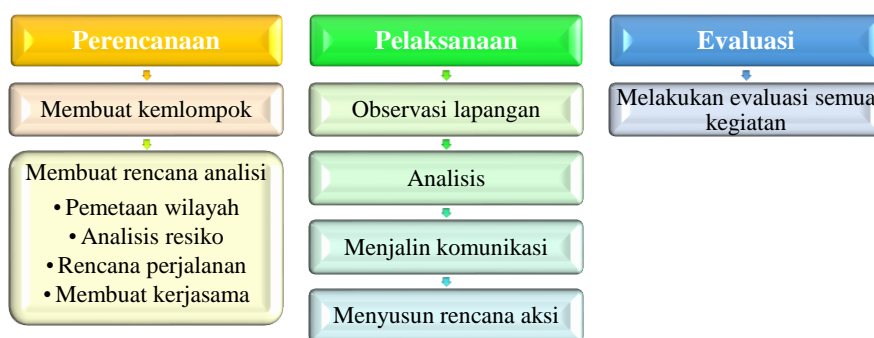 Perencanaan
Membuat kemlompok
Membuat rencana analisi
• Pemetaan wilayah
• Analisis resiko
• Rencana perjalanan
• Membuat kerjasama
Pelaksanaan
Observasi lapangan
Analisis
Menjalin komunikasi
Menyusun rencana aksi
Evaluasi
Melakukan evaluasi semua
kegiatan